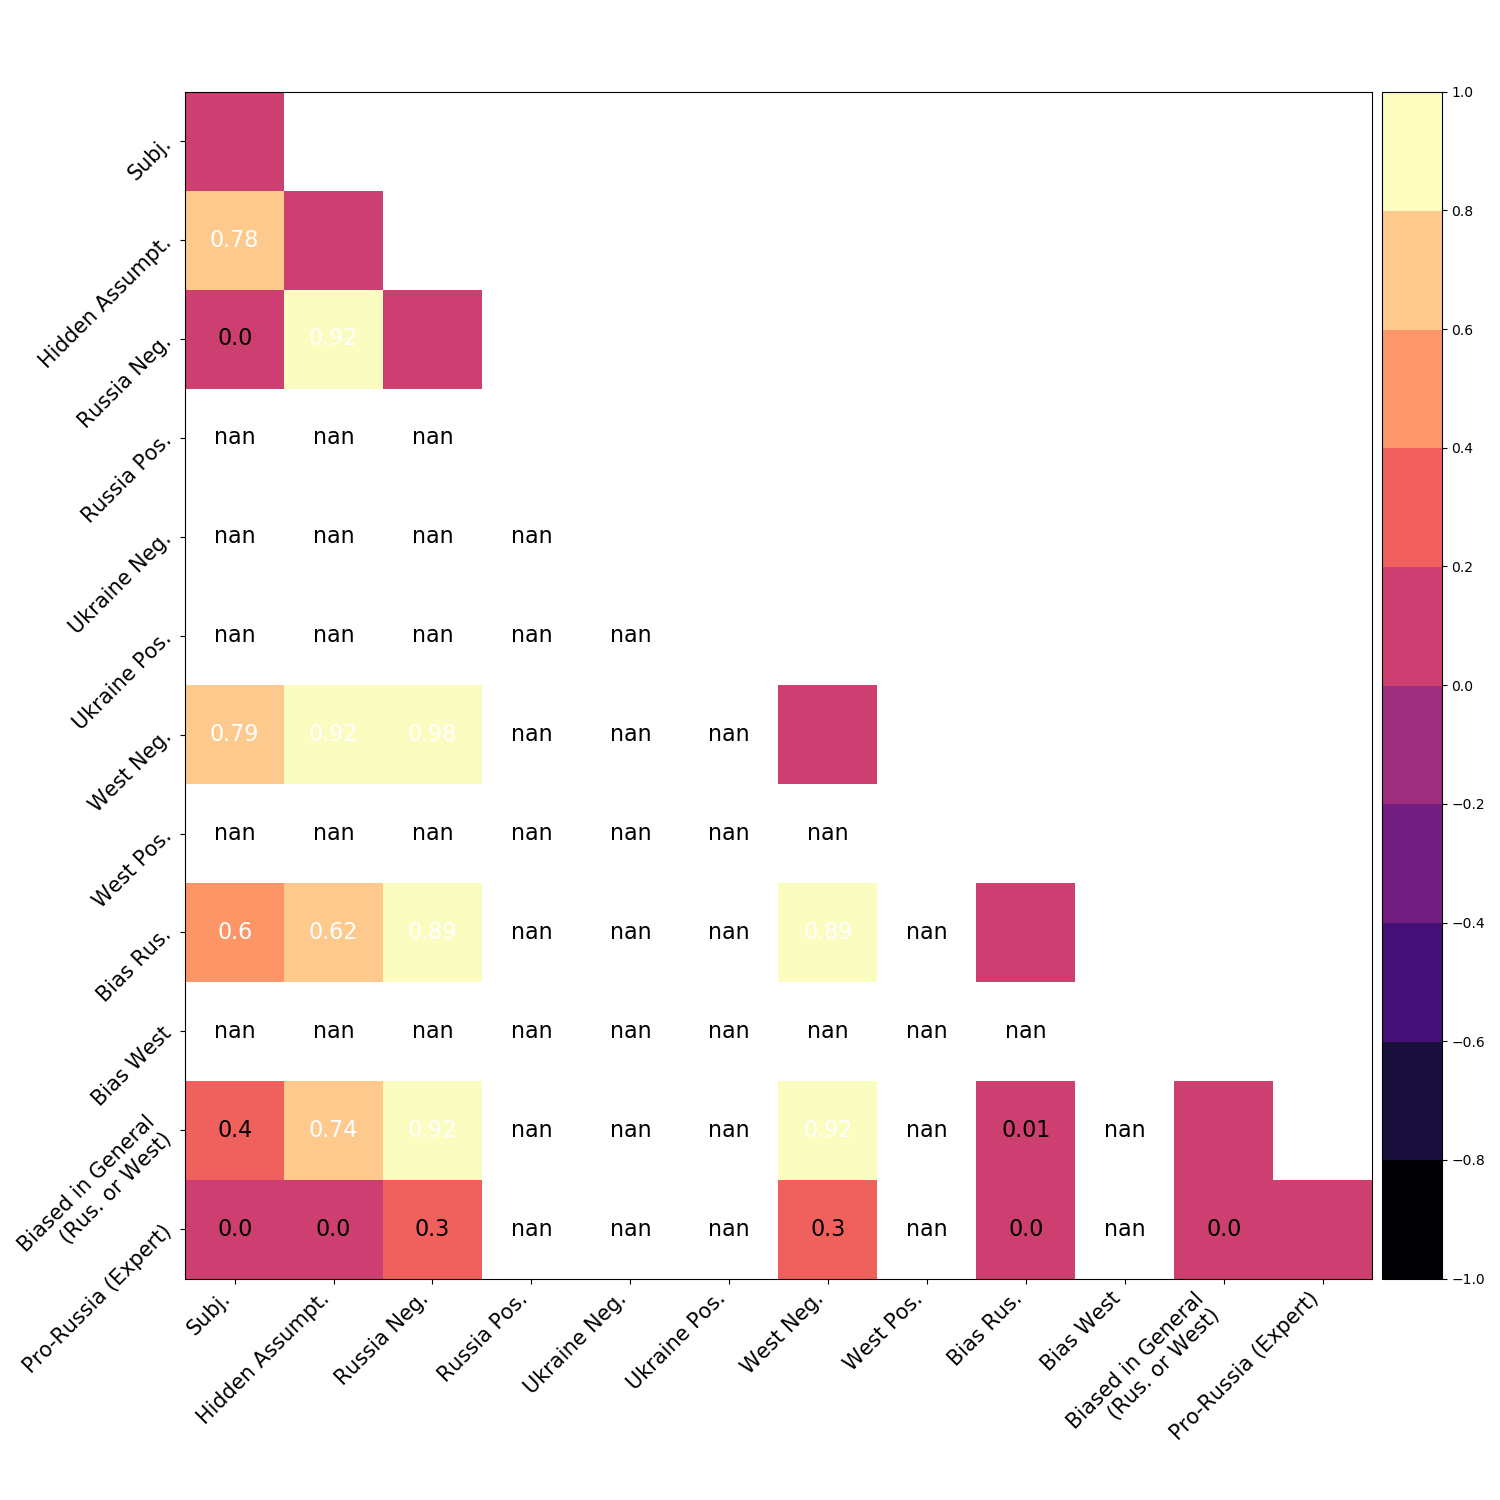 1.0
Subj.
Hidden Assumpt. 0.78
0.8
Russia Neg. 0.0 0.92
0.6
Russia Pos. nan nan nan
0.4
Ukraine Neg. nan nan nan nan
0.2
Ukraine Pos. nan nan nan nan nan
0.0
West Neg. 0.79 0.92 0.98 nan nan nan
−0.2
West Pos. nan nan nan nan nan nan nan
−0.4
Bias Rus. 0.6 0.62 0.89 nan nan nan 0.89 nan
−0.6
Bias West nan nan nan nan nan nan nan nan nan
−0.8
Biased in General
(Rus. or West) 0.4 0.74 0.92 nan nan nan 0.92 nan 0.01 nan
Pro-Russia (Expert) 0.0 0.0 0.3 nan nan nan 0.3 nan 0.0 nan 0.0
−1.0
Subj.
Hidden Assumpt.
Russia Neg.
Russia Pos.
Ukraine Neg.
Ukraine Pos.
West Neg.
West Pos.
Bias Rus.
Bias West
Biased in General
(Rus. or West)
Pro-Russia (Expert)